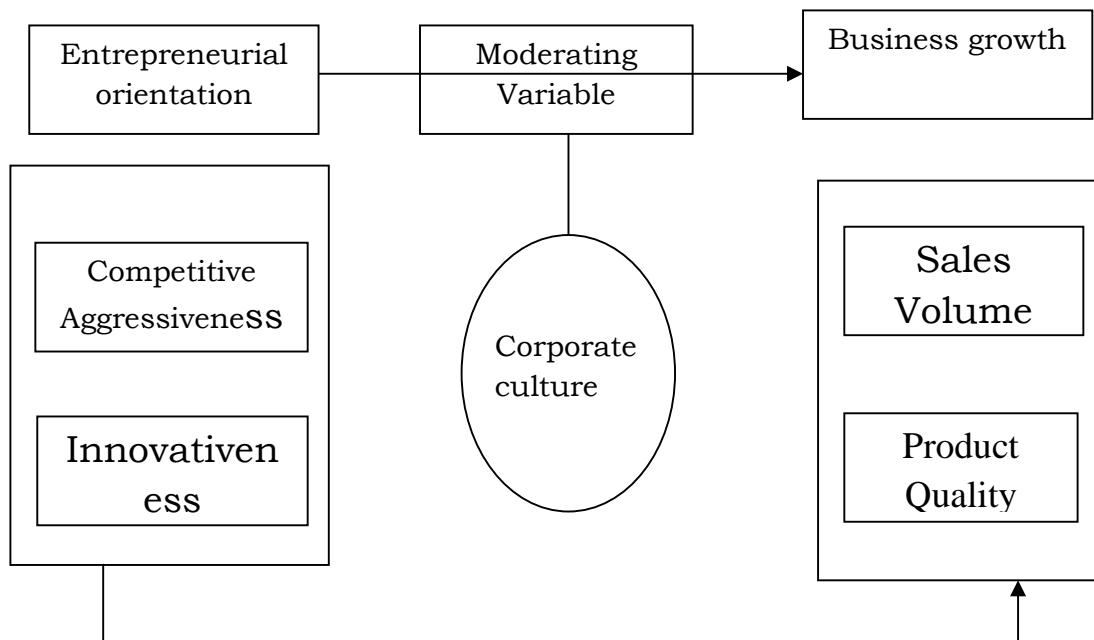 Entrepreneurial
orientation
Moderating
Variable
Business growth
Competitive
Aggressiveness
Innovativen
ess
Corporate
culture
Sales
Volume
Product
Quality